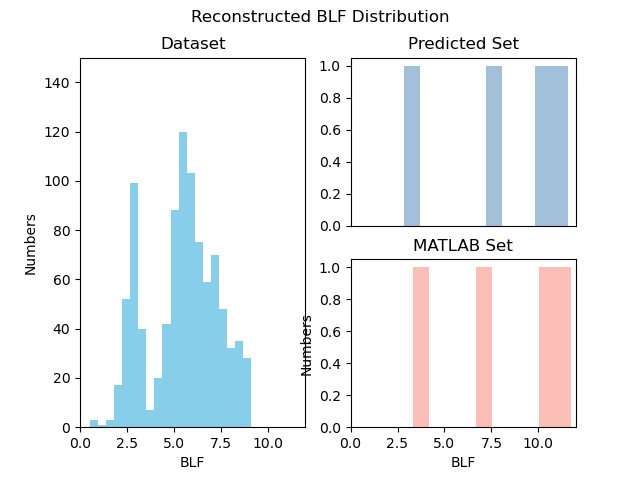 Reconstructed BLF Distribution
Dataset
140
120
100
80
60
40
20
0
Numbers
0.0 2.5 5.0 7.5 10.0
BLF
Predicted Set
1.0
0.8
0.6
0.4
0.2
0.0
MATLAB Set
1.0
0.8
0.6
0.4
0.2
0.0
Numbers
0.0 2.5 5.0 7.5 10.0
BLF